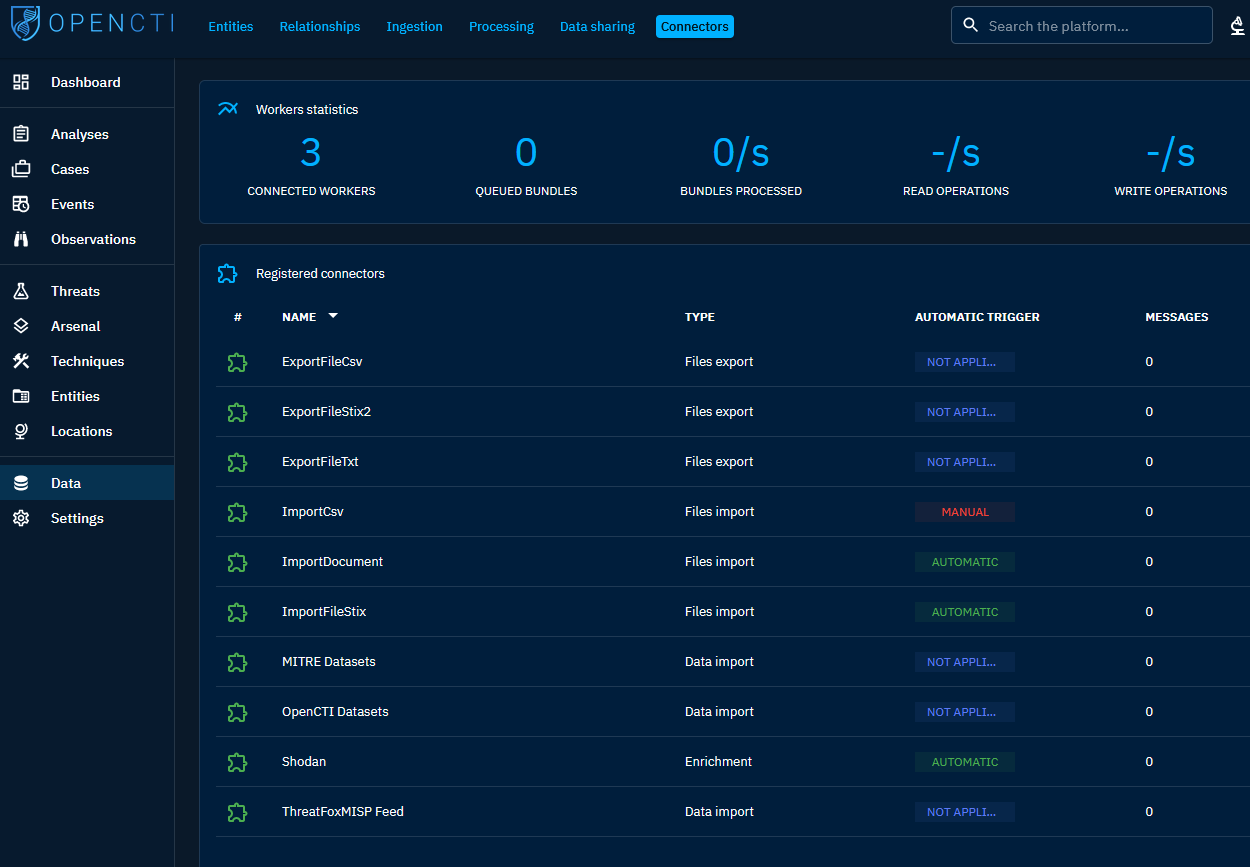 OPENCTI
Entities Relationships Ingestion Processing Data sharing Connectors
Search the platform...
Dashboard
Analyses
Cases
Events
Observations
Threats
Arsenal
Techniques
Entities
Locations
Data
Settings
Workers statistics
3 0 0/s -/s -/s
CONNECTED WORKERS QUEUED BUNDLES BUNDLES PROCESSED READ OPERATIONS WRITE OPERATIONS
Registered connectors
# NAME TYPE AUTOMATIC TRIGGER MESSAGES
ExportFileCsv Files export NOT APPLI... 0
ExportFileStix2 Files export NOT APPLI... 0
ExportFileTxt Files export NOT APPLI... 0
ImportCsv Files import MANUAL 0
ImportDocument Files import AUTOMATIC 0
ImportFileStix Files import AUTOMATIC 0
MITRE Datasets Data import NOT APPLI... 0
OpenCTI Datasets Data import NOT APPLI... 0
Shodan Enrichment AUTOMATIC 0
ThreatFoxMISP Feed Data import NOT APPLI... 0